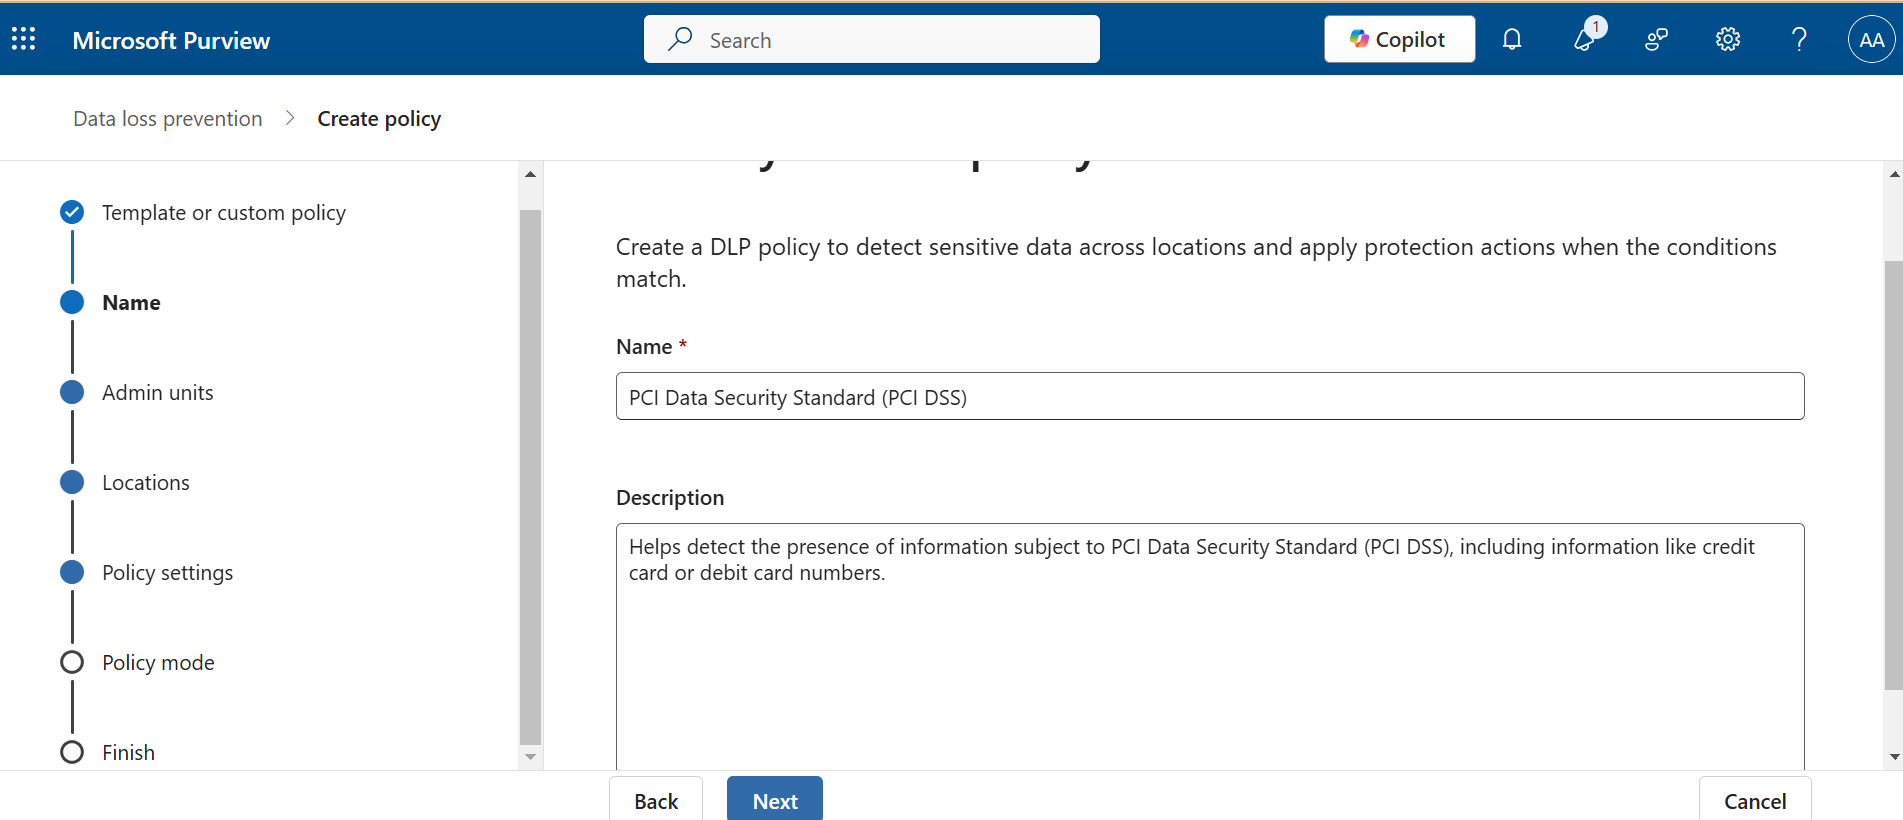 Microsoft Purview
Search
Copilot
1
AA
Data loss prevention > Create policy
Template or custom policy
Name
Admin units
Locations
Policy settings
Policy mode
Finish
Create a DLP policy to detect sensitive data across locations and apply protection actions when the conditions
match.
Name *
PCI Data Security Standard (PCI DSS)
Description
Helps detect the presence of information subject to PCI Data Security Standard (PCI DSS), including information like credit
card or debit card numbers.
Back
Next
Cancel